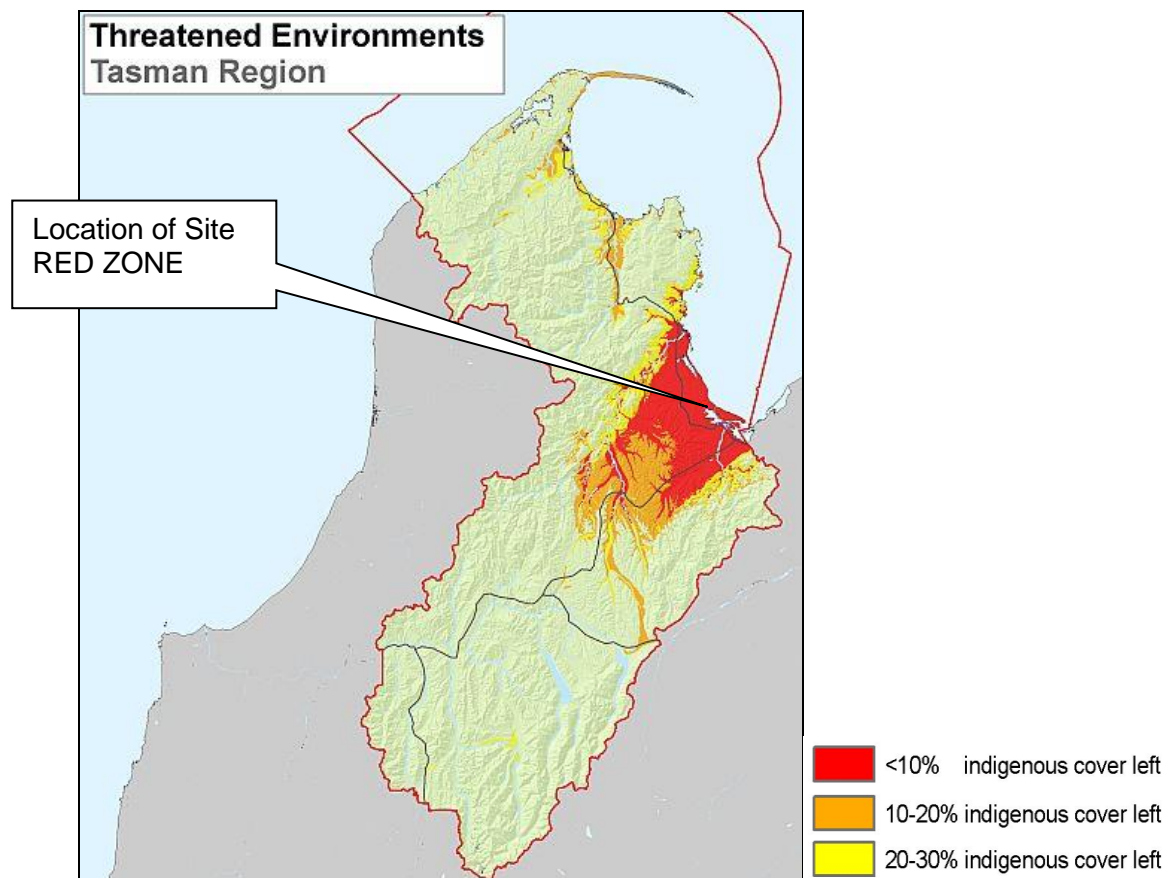 Threatened Environments
Tasman Region
Location of Site
RED ZONE
<10% indigenous cover left
10-20% indigenous cover left
20-30% indigenous cover left